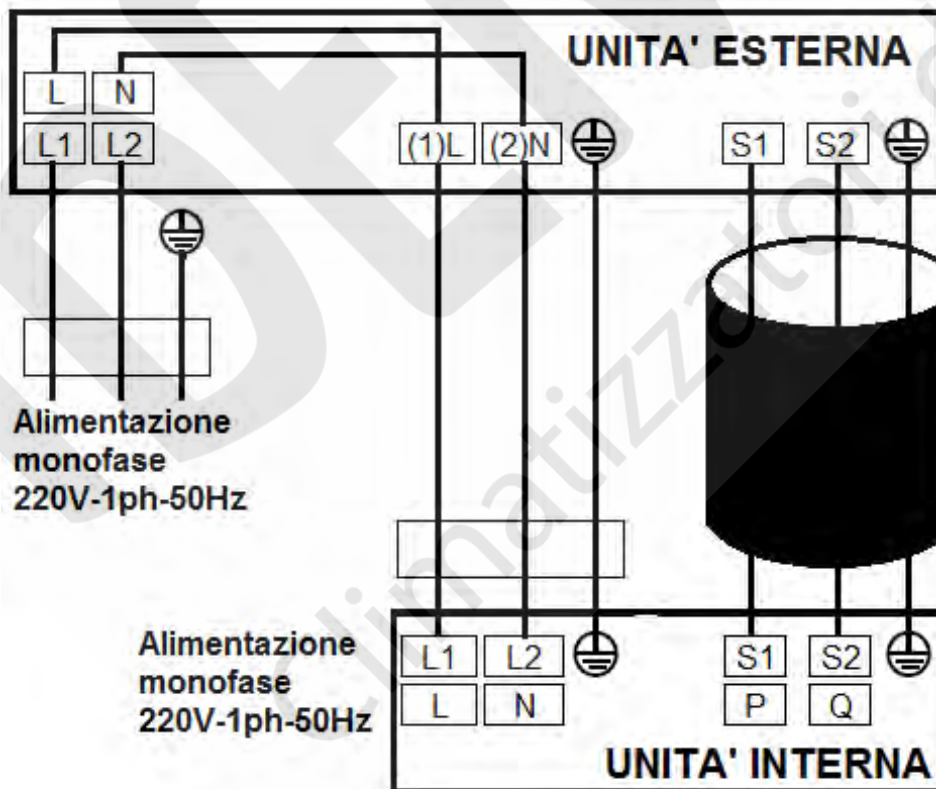 UNITA' ESTERNA
L N
L1 L2 (1)L (2)N S1 S2
Alimentazione
monofase
220V-1ph-50Hz
Alimentazione
monofase
220V-1ph-50Hz
L1 L2 S1 S2
L N P Q
UNITA' INTERNA
climatizzatori